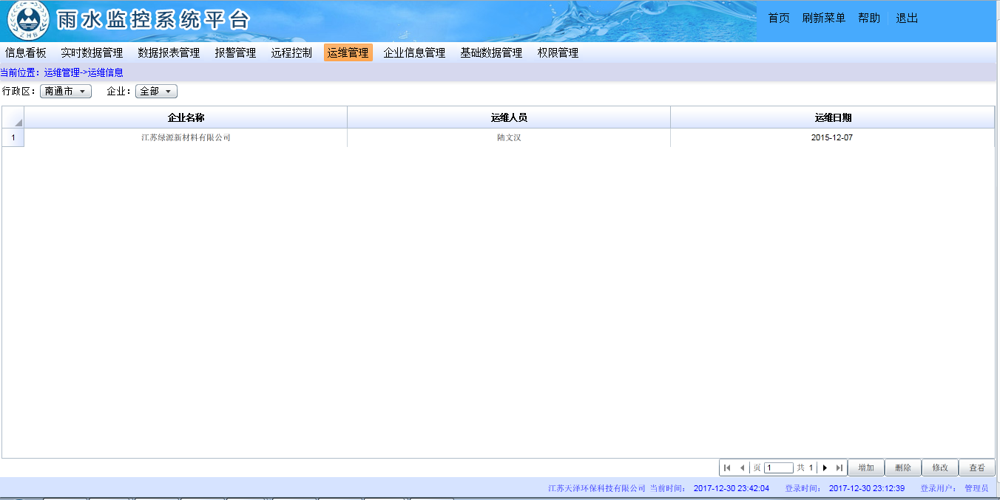 ZHB
雨水监控系统平台
首页 刷新菜单 帮助 退出
信息看板 实时数据管理 数据报表管理 报警管理 远程控制 运维管理 企业信息管理 基础数据管理 权限管理
当前位置：运维管理->运维信息
行政区： 南通市 企业： 全部
企业名称 运维人员 运维日期
1 江苏绿源新材料有限公司 陆文汉 2015-12-07
页 1 共 1 增加 删除 修改 查看
江苏天泽环保科技有限公司 当前时间： 2017-12-30 23:42:04 登录时间： 2017-12-30 23:12:39 登录用户： 管理员